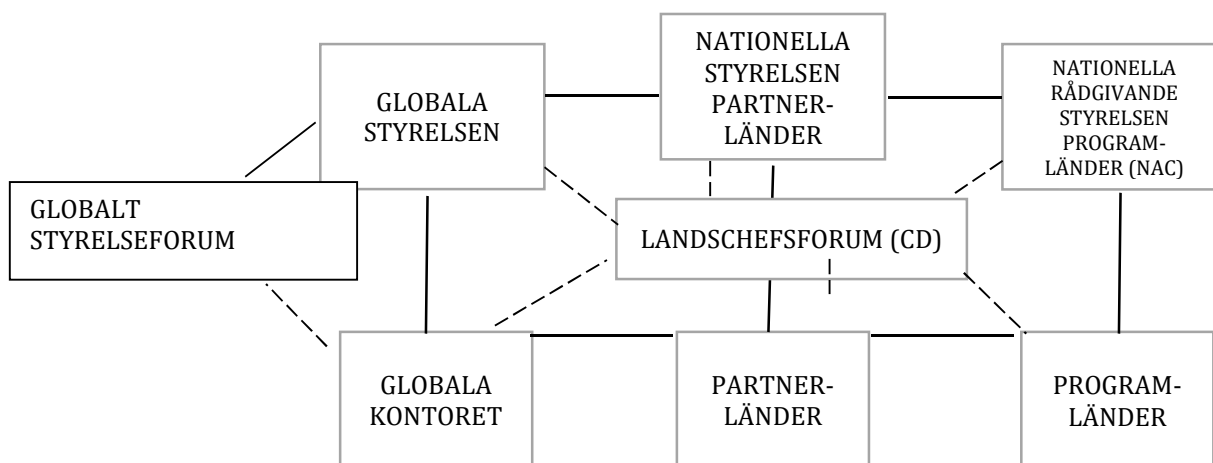 GLOBALA
STYRELSEN
NATIONELLA
STYRELSEN
PARTNER-
LÄNDER
NATIONELLA
RÅDGIVANDE
STYRELSEN
PROGRAM-
LÄNDER (NAC)
GLOBALT
STYRELSEFORUM
LANDSCHEFSFORUM (CD)
GLOBALA
KONTORET
PARTNER-
LÄNDER
PROGRAM-
LÄNDER